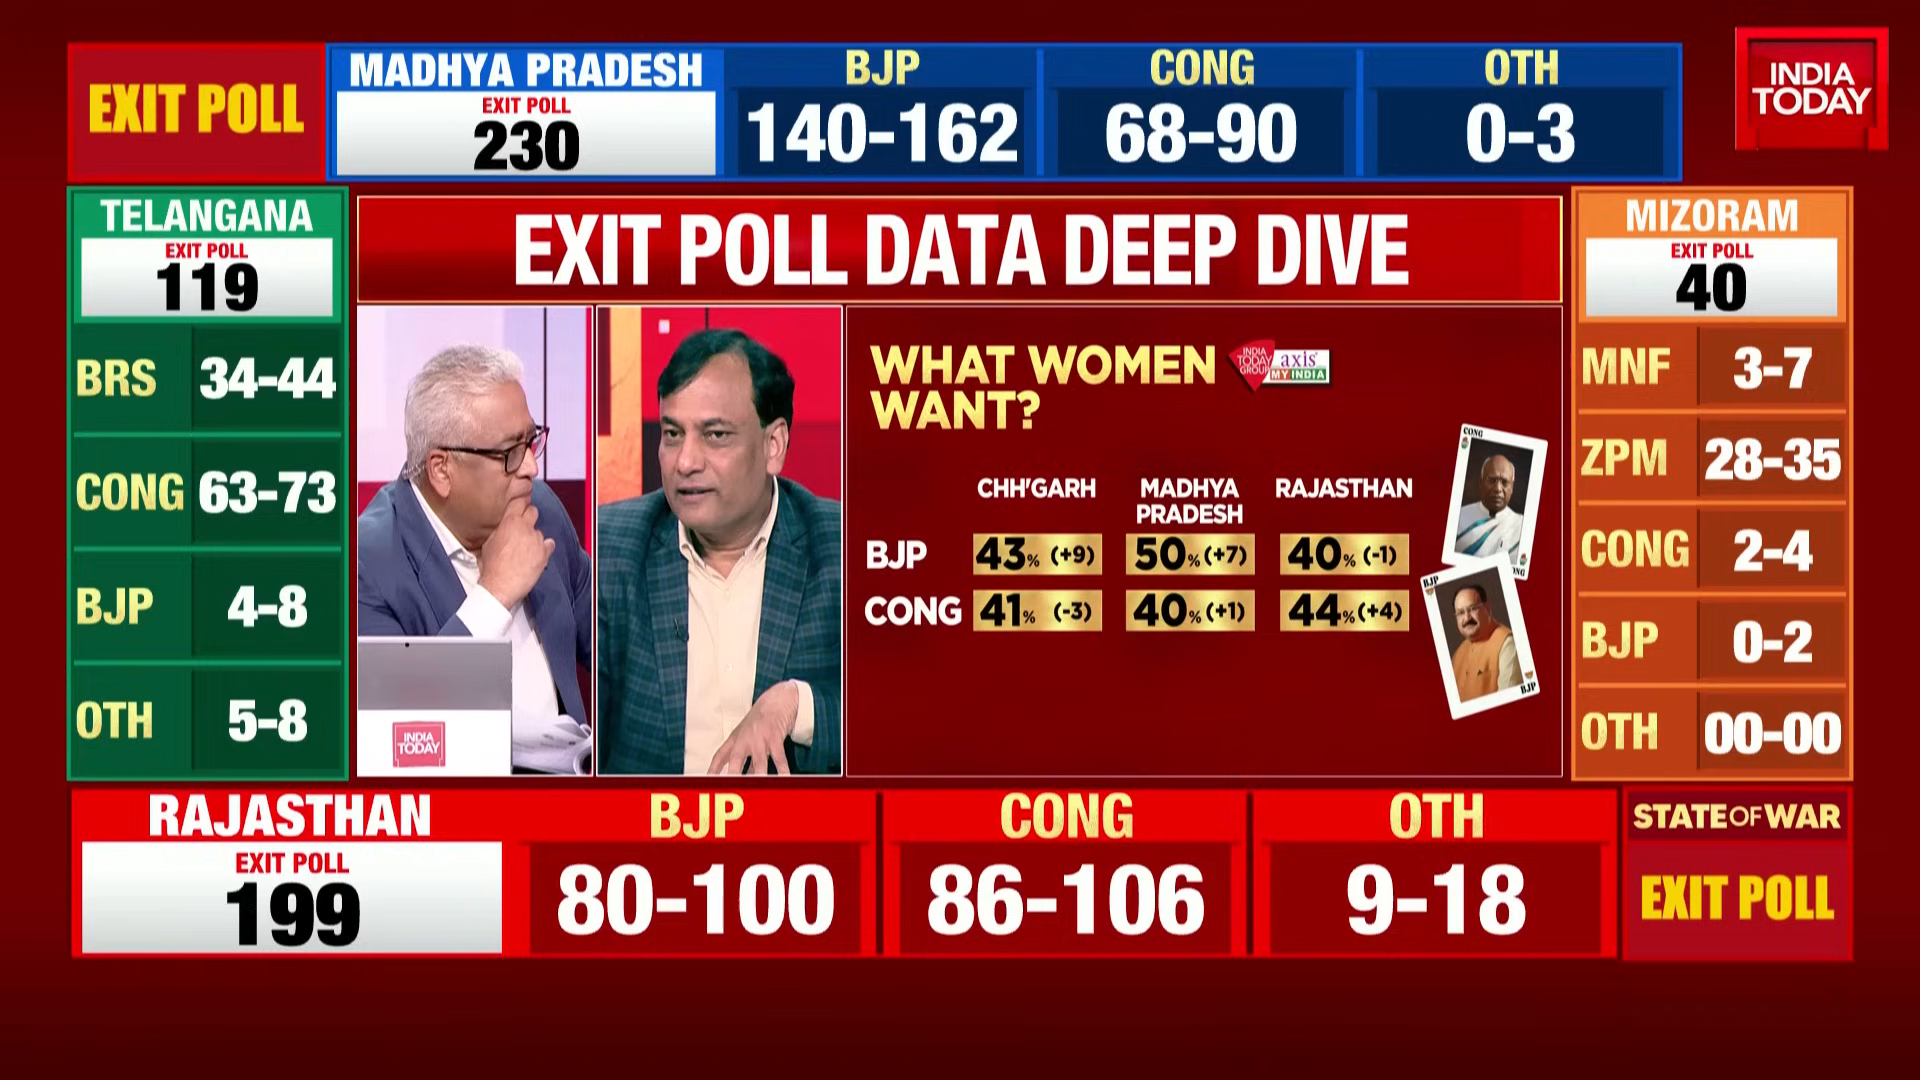 EXIT POLL
MADHYA PRADESH
EXIT POLL
230
BJP
140-162
CONG
68-90
OTH
0-3
INDIA
TODAY
TELANGANA
EXIT POLL
119
BRS 34-44
CONG 63-73
BJP 4-8
OTH 5-8
EXIT POLL DATA DEEP DIVE
INDIA
TODAY
WHAT WOMEN
WANT?
INDIA
TODAY
GROUP
axis
MY INDIA
CHH'GARH MADHYA PRADESH RAJASTHAN
BJP 43% (+9) 50% (+7) 40% (-1)
CONG 41% (-3) 40% (+1) 44% (+4)
CONG
CONG
BJP
BJP
MIZORAM
EXIT POLL
40
MNF 3-7
ZPM 28-35
CONG 2-4
BJP 0-2
OTH 00-00
RAJASTHAN
EXIT POLL
199
BJP
80-100
CONG
86-106
OTH
9-18
STATE OF WAR
EXIT POLL